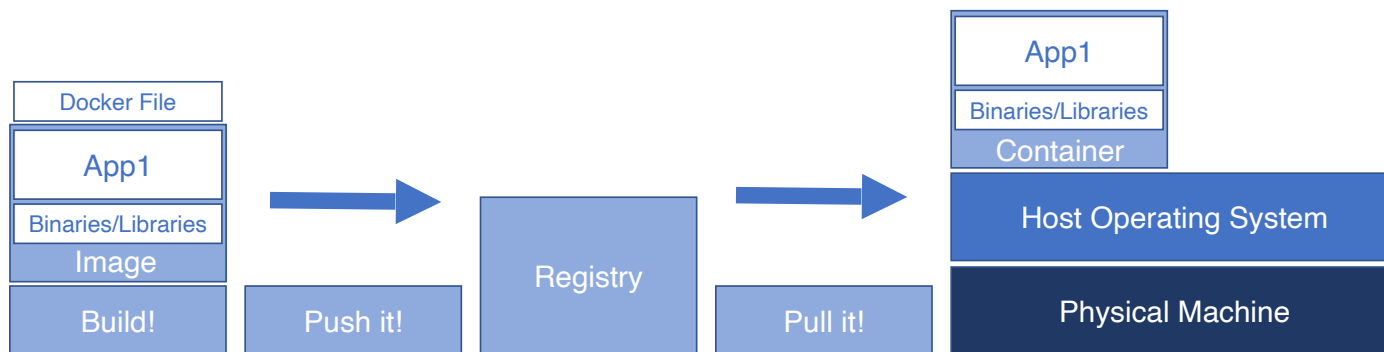 Docker File
App1
Binaries/Libraries
Image
Build!
Push it!
Registry
Pull it!
App1
Binaries/Libraries
Container
Host Operating System
Physical Machine